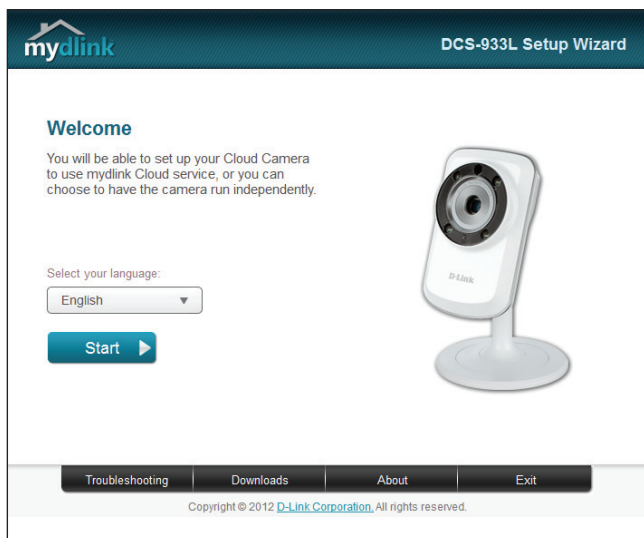 mydlink
DCS-933L Setup Wizard
Welcome
You will be able to set up your Cloud Camera
to use mydlink Cloud service, or you can
choose to have the camera run independently.
Select your language:
English
Start
D-Link
Troubleshooting
Downloads
About
Exit
Copyright © 2012 D-Link Corporation. All rights reserved.